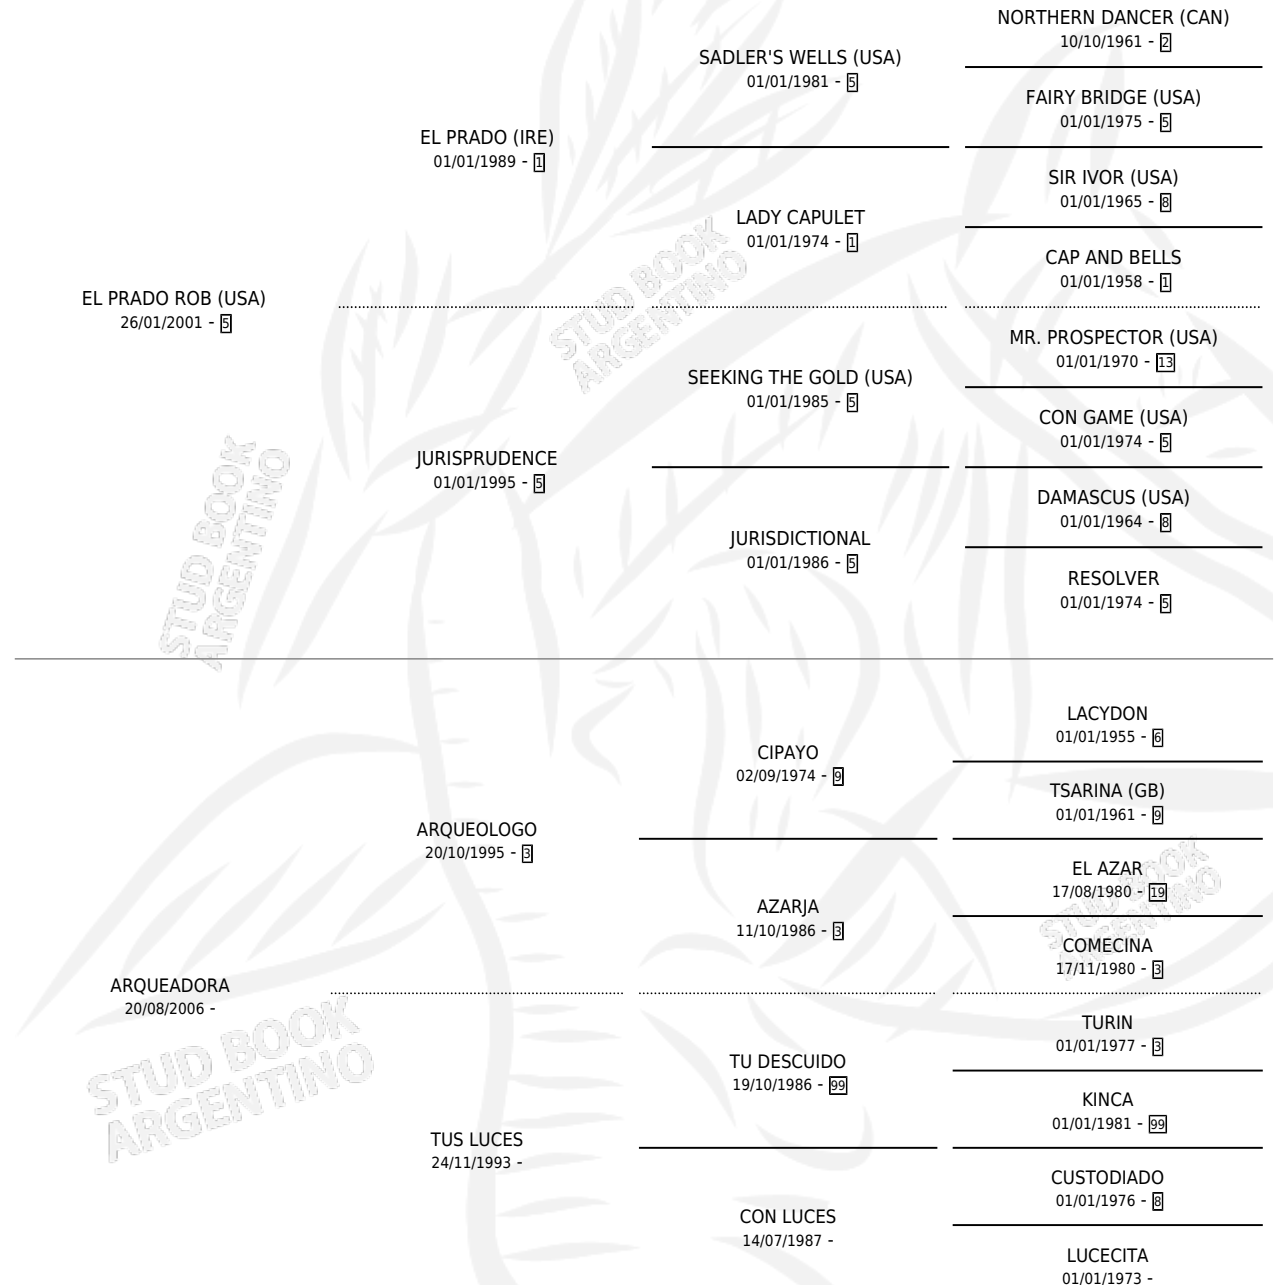 NORTHERN DANCER (CAN)
10/10/1961 - 2
SADLER'S WELLS (USA)
01/01/1981 - 5
FAIRY BRIDGE (USA)
01/01/1975 - 5
EL PRADO (IRE)
01/01/1989 - 1
SIR IVOR (USA)
01/01/1965 - 8
LADY CAPULET
01/01/1974 - 1
CAP AND BELLS
01/01/1958 - 1
EL PRADO ROB (USA)
26/01/2001 - 5
STUD BOOK
ARGENTINO
MR. PROSPECTOR (USA)
01/01/1970 - 13
SEEKING THE GOLD (USA)
01/01/1985 - 5
CON GAME (USA)
01/01/1974 - 5
JURISPRUDENCE
01/01/1995 - 5
DAMASCUS (USA)
01/01/1964 - 8
JURISDICTIONAL
01/01/1986 - 5
RESOLVER
01/01/1974 - 5
STUD BOOK
ARGENTINO
LACYDON
01/01/1955 - 6
CIPAYO
02/09/1974 - 9
TSARINA (GB)
01/01/1961 - 9
ARQUEOLOGO
20/10/1995 - 3
EL AZAR
17/08/1980 - 19
AZARJA
11/10/1986 - 3
STUD BOOK
ARGENTINO
COMECINA
17/11/1980 - 3
ARQUEADORA
20/08/2006 -
TURIN
01/01/1977 - 3
TU DESCUIDO
19/10/1986 - 99
KINCA
01/01/1981 - 99
STUD BOOK
ARGENTINO
TUS LUCES
24/11/1993 -
CUSTODIADO
01/01/1976 - 8
CON LUCES
14/07/1987 -
LUCECITA
01/01/1973 -